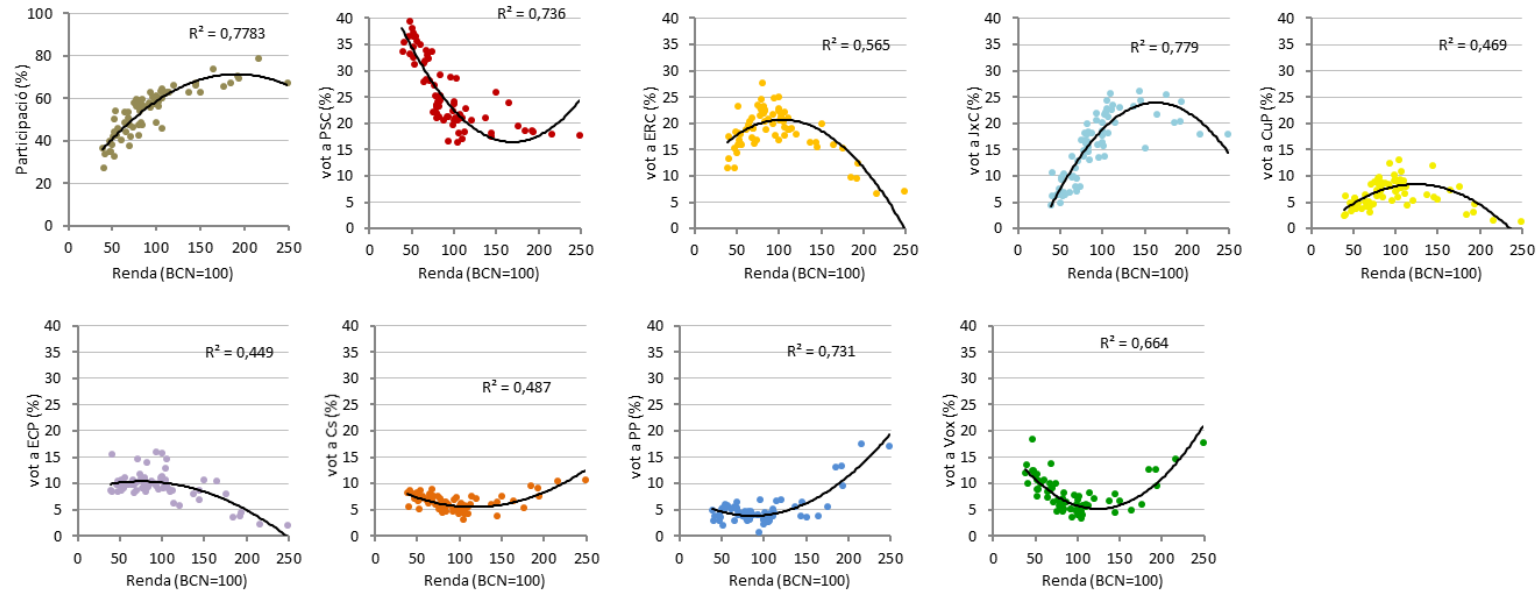 Participació (%)
100
80
60
40
20
0
R² = 0,7783
0 50 100 150 200 250
Renda (BCN=100)
vot a PSC (%)
40
35
30
25
20
15
10
5
0
R² = 0,736
0 50 100 150 200 250
Renda (BCN=100)
vot a ERC (%)
40
35
30
25
20
15
10
5
0
R² = 0,565
0 50 100 150 200 250
Renda (BCN=100)
vot a JxC (%)
40
35
30
25
20
15
10
5
0
R² = 0,779
0 50 100 150 200 250
Renda (BCN=100)
vot a CuP (%)
40
35
30
25
20
15
10
5
0
R² = 0,469
0 50 100 150 200 250
Renda (BCN=100)
vot a ECP (%)
40
35
30
25
20
15
10
5
0
R² = 0,449
0 50 100 150 200 250
Renda (BCN=100)
vot a Cs (%)
40
35
30
25
20
15
10
5
0
R² = 0,487
0 50 100 150 200 250
Renda (BCN=100)
vot a PP (%)
40
35
30
25
20
15
10
5
0
R² = 0,731
0 50 100 150 200 250
Renda (BCN=100)
vot a Vox (%)
40
35
30
25
20
15
10
5
0
R² = 0,664
0 50 100 150 200 250
Renda (BCN=100)